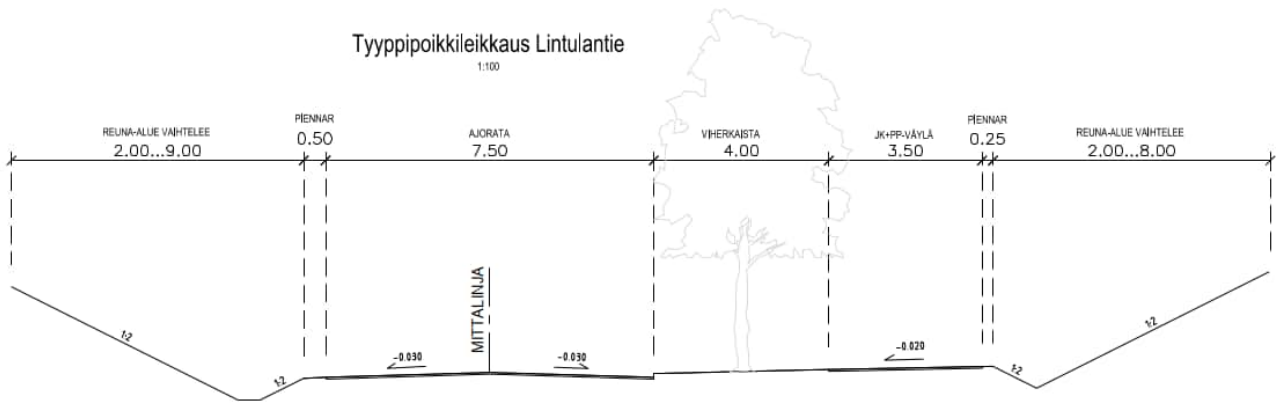 Tyyppipoikkileikkaus Lintulantie
1:100
REUNA-ALUE VAIHTELEE
2.00...9.00
PIENNAR
0.50
AJORATA
7.50
VIHERKAISTA
4.00
JK+PP-VÄYLÄ
3.50
PIENNAR
0.25
REUNA-ALUE VAIHTELEE
2.00...8.00
MITTALINJA
1:2
1:2
-0.030
-0.030
-0.020
1:2
1:2